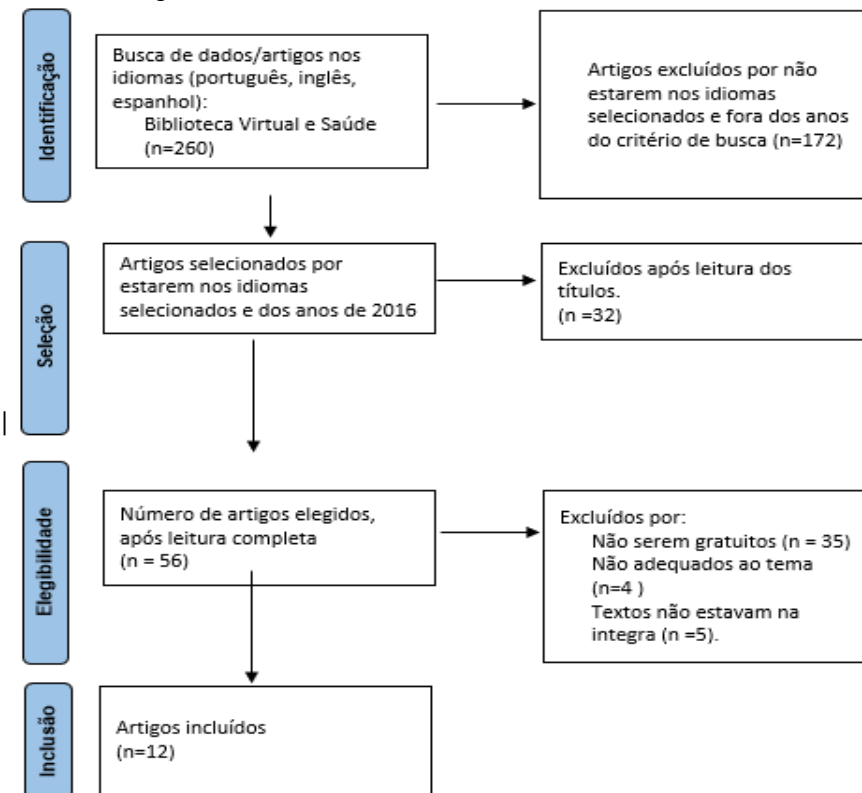 Identificação
Busca de dados/artigos nos
idiomas (português, inglês,
espanhol):
Biblioteca Virtual e Saúde
(n=260)
Artigos excluídos por não
estarem nos idiomas
selecionados e fora dos anos
do critério de busca (n=172)
Seleção
Artigos selecionados por
estarem nos idiomas
selecionados e dos anos de 2016
Excluídos após leitura dos
títulos.
(n =32)
Elegibilidade
Número de artigos elegidos,
após leitura completa
(n = 56)
Excluídos por:
Não serem gratuitos (n = 35)
Não adequados ao tema
(n=4 )
Textos não estavam na
integra (n =5).
Inclusão
Artigos incluídos
(n=12)